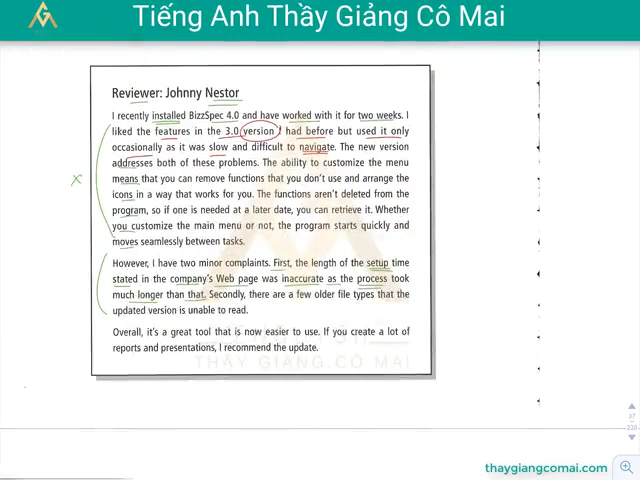 Tiếng Anh Thầy Giảng Cô Mai
Reviewer: Johnny Nestor
I recently installed BizzSpec 4.0 and have worked with it for two weeks. I
liked the features in the 3.0 version I had before but used it only
occasionally as it was slow and difficult to navigate. The new version
addresses both of these problems. The ability to customize the menu
means that you can remove functions that you don't use and arrange the
icons in a way that works for you. The functions aren't deleted from the
program, so if one is needed at a later date, you can retrieve it. Whether
you customize the main menu or not, the program starts quickly and
moves seamlessly between tasks.
However, I have two minor complaints. First, the length of the setup time
stated in the company's Web page was inaccurate as the process took
much longer than that. Secondly, there are a few older file types that the
updated version is unable to read.
Overall, it's a great tool that is now easier to use. If you create a lot of
reports and presentations, I recommend the update.
THẦY GIẢNG CÔ MAI
37
220
thaygiangcomai.com